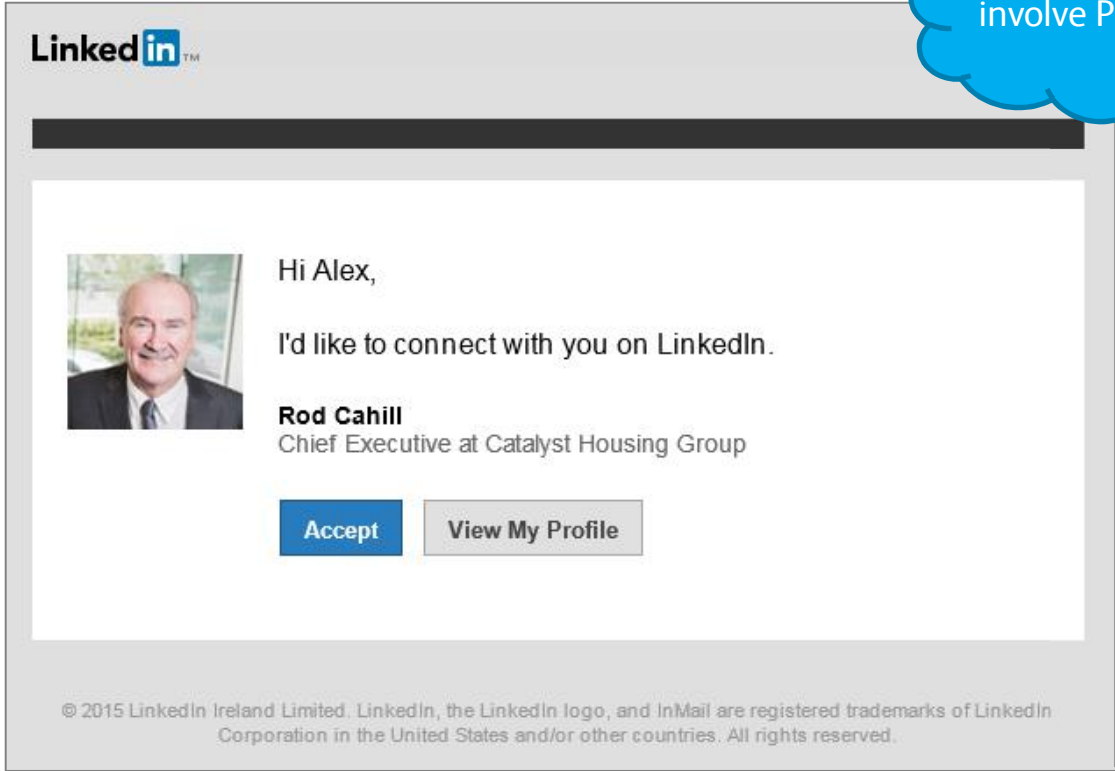 involve P
Linked in TM
Hi Alex,
I'd like to connect with you on LinkedIn.
Rod Cahill
Chief Executive at Catalyst Housing Group
Accept
View My Profile
© 2015 LinkedIn Ireland Limited. LinkedIn, the LinkedIn logo, and InMail are registered trademarks of LinkedIn
Corporation in the United States and/or other countries. All rights reserved.